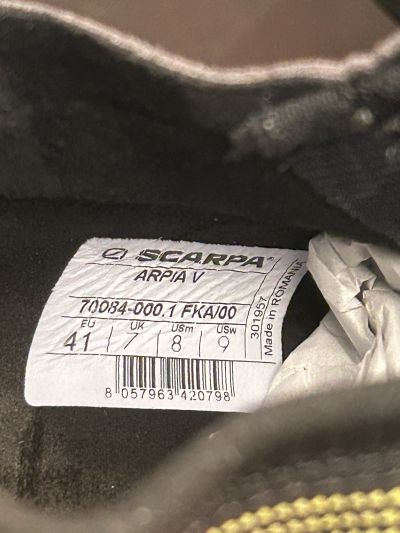 SCARPA
ARPIA V
70084-000.1 FKA/00
EU UK USm USw
41 7 8 9
8 057963 420798
301957
Made in ROMANIA